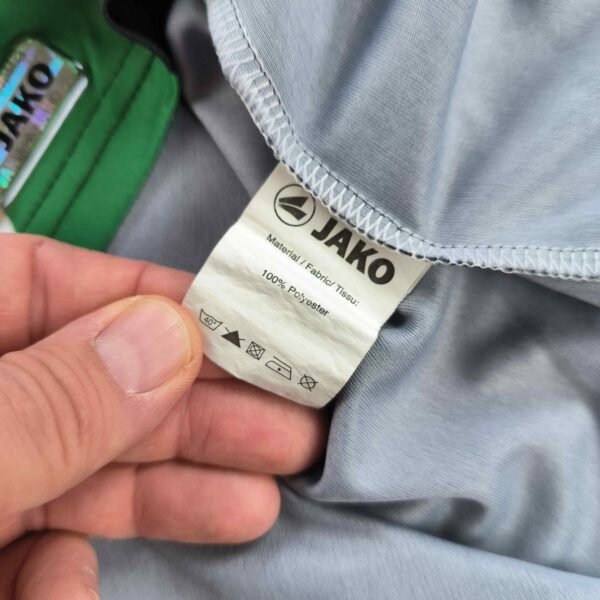 JAKO
JAKO
Material / Fabric/ Tissu:
100% Polyester
40°